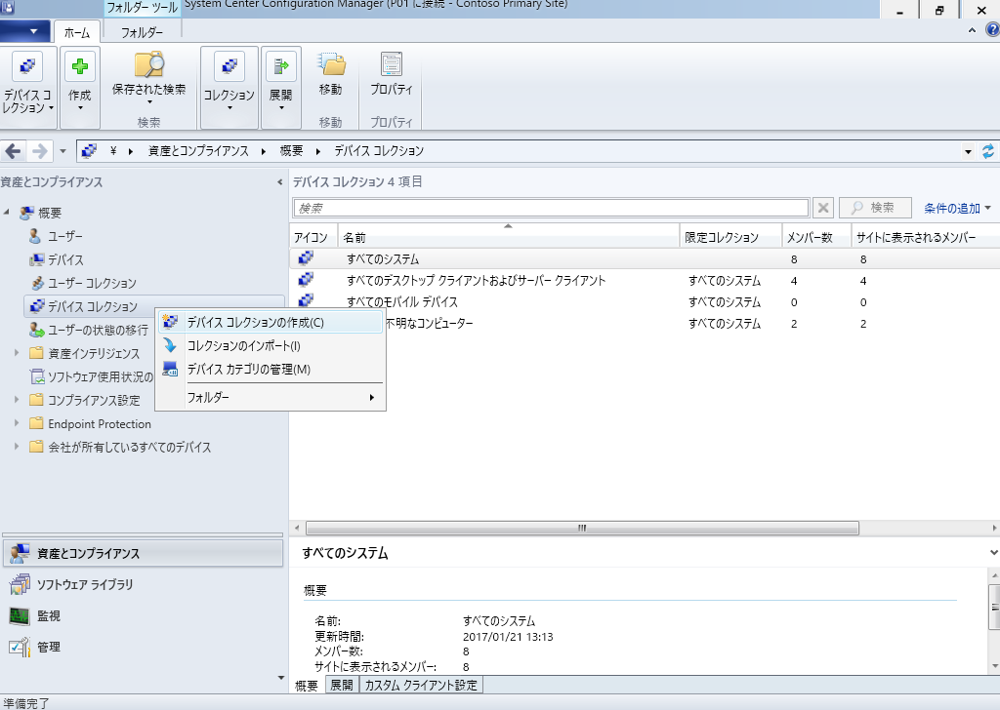 フォルダー ツール
System Center Configuration Manager (P01 に接続 - Contoso Primary Site)
ホーム
フォルダー
デバイス コレクション
作成
保存された検索
コレクション
展開
移動
プロパティ
検索
移動
プロパティ
¥ 資産とコンプライアンス 概要 デバイス コレクション
資産とコンプライアンス
概要
ユーザー
デバイス
ユーザー コレクション
デバイス コレクション
ユーザーの状態の移行
資産インテリジェンス
ソフトウェア使用状況の
コンプライアンス設定
Endpoint Protection
会社が所有しているすべてのデバイス
デバイス コレクションの作成(C)
コレクションのインポート(I)
デバイス カテゴリの管理(M)
フォルダー
資産とコンプライアンス
ソフトウェア ライブラリ
監視
管理
デバイス コレクション 4 項目
検索
検索
条件の追加
アイコン 名前 限定コレクション メンバー数 サイトに表示されるメンバー
すべてのシステム 8 8
すべてのデスクトップ クライアントおよびサーバー クライアント すべてのシステム 4 4
すべてのモバイル デバイス すべてのシステム 0 0
不明なコンピューター すべてのシステム 2 2
すべてのシステム
概要
名前: すべてのシステム
更新時間: 2017/01/21 13:13
メンバー数: 8
サイトに表示されるメンバー: 8
概要 展開 カスタム クライアント設定
準備完了